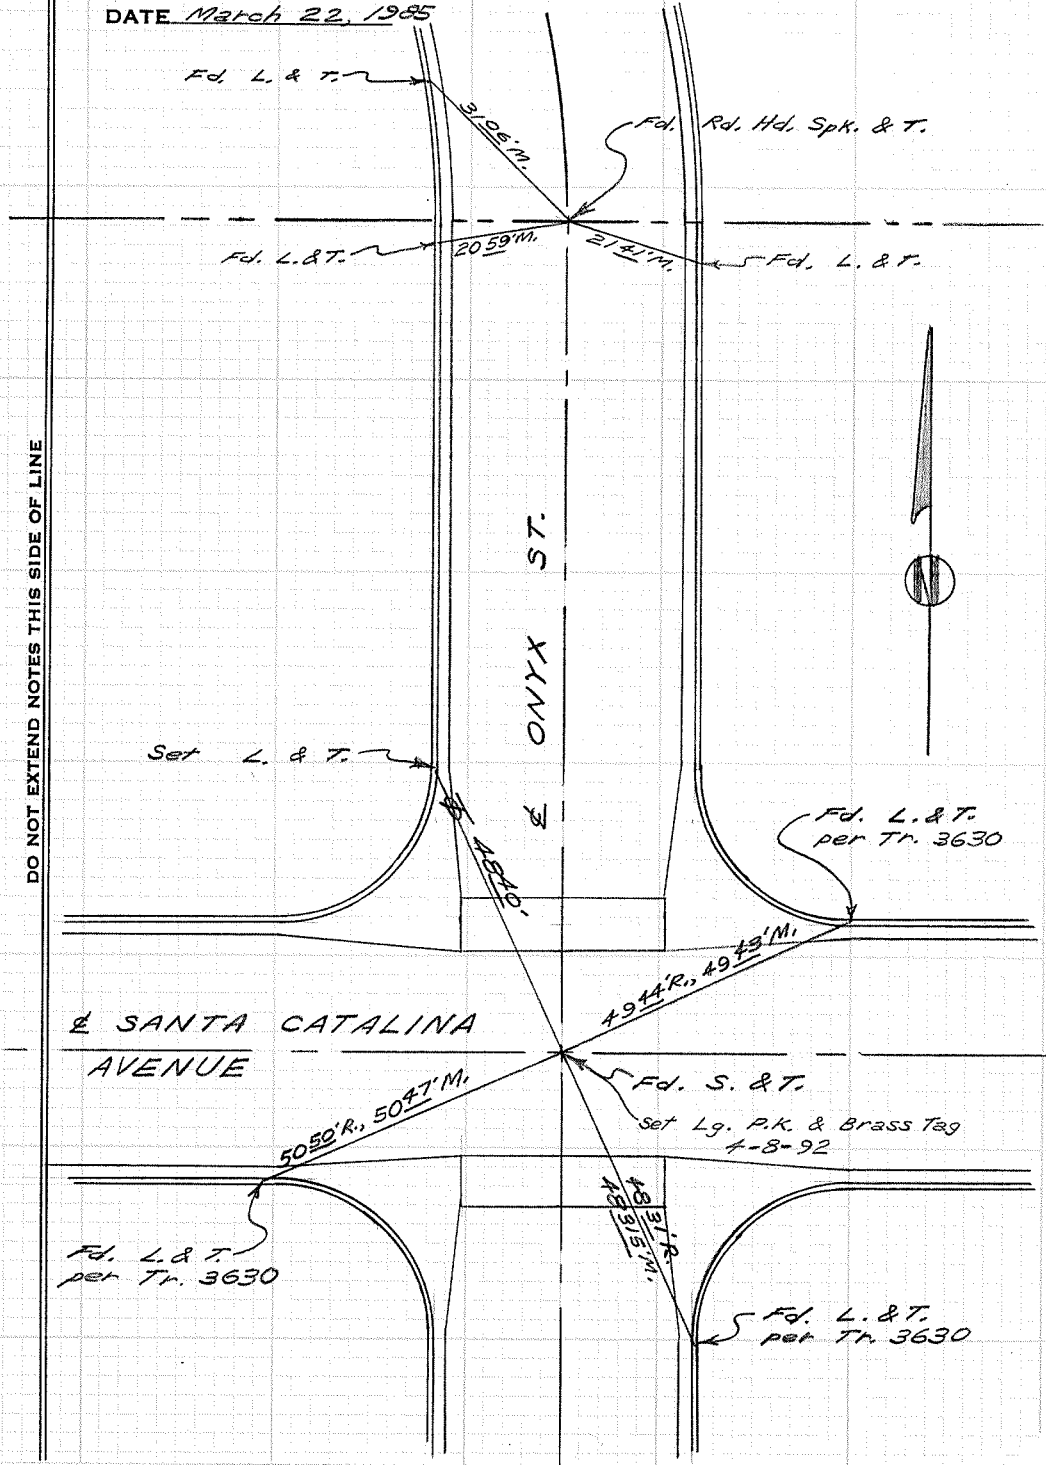 DATE March 22, 1985
Fd. L. & T.
31.06'M.
Fd. Rd. Hd. Spk. & T.
Fd. L.&T.
20.59'M.
21.41'M.
Fd. L. & T.
N
DO NOT EXTEND NOTES THIS SIDE OF LINE
℄ ONYX ST.
Set L. & T.
48.40'
Fd. L.&T.
per Tr. 3630
49.44'R., 49.43'M.
℄ SANTA CATALINA
AVENUE
Fd. S. & T.
Set Lg. P.K. & Brass Tag
4-8-92
50.50'R., 50.47'M.
48.31'R.
48.315'M.
Fd. L.& T.
per Tr. 3630
Fd. L. & T.
per Tr. 3630